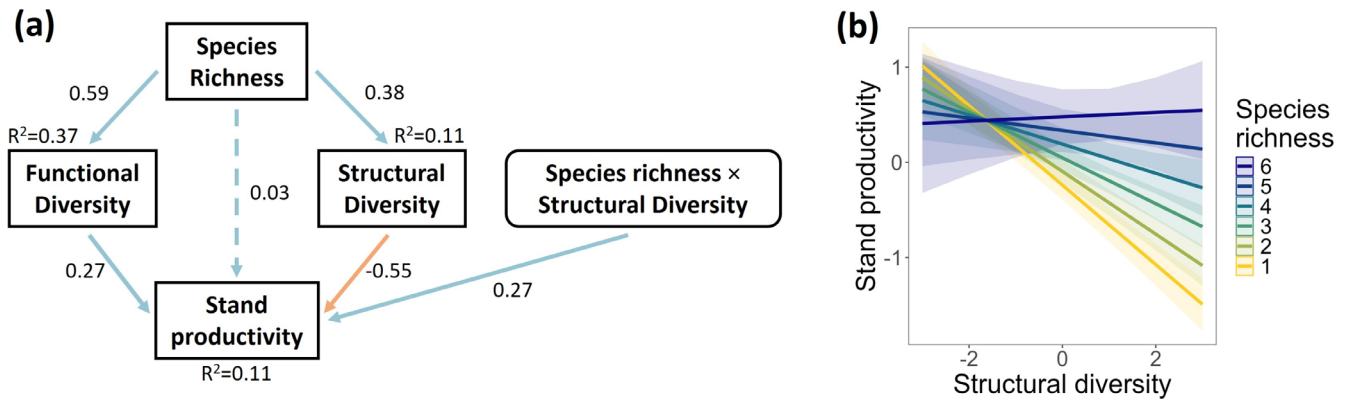 (a)
Species
Richness
0.59
0.38
R²=0.37
R²=0.11
Functional
Diversity
0.03
Structural
Diversity
Species richness ×
Structural Diversity
0.27
-0.55
0.27
Stand
productivity
R²=0.11
(b)
Stand productivity
1
0
-1
-2
0
2
Structural diversity
Species
richness
6
5
4
3
2
1